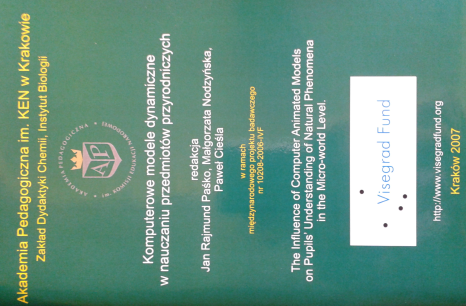 Akademia Pedagogiczna im. KEN w Krakowie
Zakład Dydaktyki Chemii, Instytut Biologii
AKADEMIA PEDAGOGICZNA
AP
Komputerowe modele dynamiczne
w nauczaniu przedmiotów przyrodniczych
redakcja
Jan Rajmund Paśko, Małgorzata Nodzyńska,
Paweł Cieśla
w ramach
międzynarodowego projektu badawczego
nr 10208-2006-IVF
The Influence of Computer Animated Models
on Pupils' Understanding of Natural Phenomena
in the Micro-world Level.
Visegrad Fund
http://www.visegradfund.org
Kraków 2007